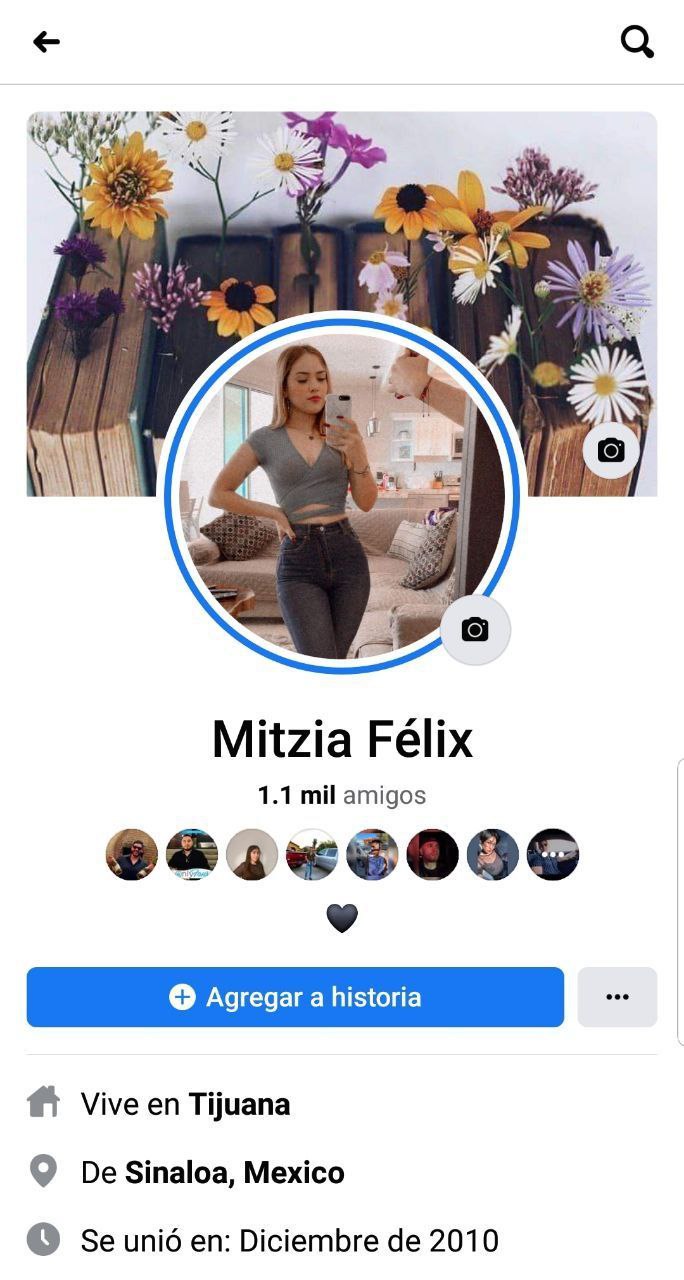 Mitzia Félix
1.1 mil amigos
Agregar a historia
Vive en Tijuana
De Sinaloa, Mexico
Se unió en: Diciembre de 2010